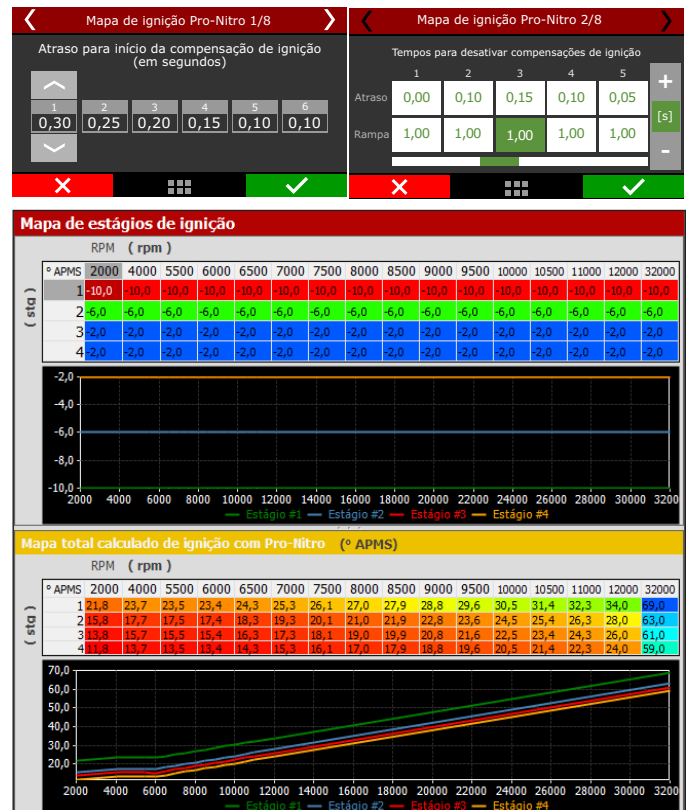 Mapa de ignição Pro-Nitro 1/8
Atraso para início da compensação de ignição
(em segundos)
1 2 3 4 5 6
0,30 0,25 0,20 0,15 0,10 0,10
Mapa de ignição Pro-Nitro 2/8
Tempos para desativar compensações de ignição
1 2 3 4 5
Atraso 0,00 0,10 0,15 0,10 0,05
Rampa 1,00 1,00 1,00 1,00 1,00
+
[s]
-
Mapa de estágios de ignição
RPM ( rpm )
° APMS 2000 4000 5500 6000 6500 7000 7500 8000 8500 9000 9500 10000 10500 11000 12000 32000
( stg )
1 -10,0 -10,0 -10,0 -10,0 -10,0 -10,0 -10,0 -10,0 -10,0 -10,0 -10,0 -10,0 -10,0 -10,0 -10,0 -10,0
2 -6,0 -6,0 -6,0 -6,0 -6,0 -6,0 -6,0 -6,0 -6,0 -6,0 -6,0 -6,0 -6,0 -6,0 -6,0 -6,0
3 -2,0 -2,0 -2,0 -2,0 -2,0 -2,0 -2,0 -2,0 -2,0 -2,0 -2,0 -2,0 -2,0 -2,0 -2,0 -2,0
4 -2,0 -2,0 -2,0 -2,0 -2,0 -2,0 -2,0 -2,0 -2,0 -2,0 -2,0 -2,0 -2,0 -2,0 -2,0 -2,0
-2,0
-4,0
-6,0
-8,0
-10,0
2000 4000 6000 8000 10000 12000 14000 16000 18000 20000 22000 24000 26000 28000 30000 3200
Estágio #1 Estágio #2 Estágio #3 Estágio #4
Mapa total calculado de ignição com Pro-Nitro (° APMS)
RPM ( rpm )
° APMS 2000 4000 5500 6000 6500 7000 7500 8000 8500 9000 9500 10000 10500 11000 12000 32000
( stg )
1 21,8 23,7 23,5 23,4 24,3 25,3 26,1 27,0 27,9 28,8 29,6 30,5 31,4 32,3 34,0 69,0
2 15,8 17,7 17,5 17,4 18,3 19,3 20,1 21,0 21,9 22,8 23,6 24,5 25,4 26,3 28,0 63,0
3 13,8 15,7 15,5 15,4 16,3 17,3 18,1 19,0 19,9 20,8 21,6 22,5 23,4 24,3 26,0 61,0
4 11,8 13,7 13,5 13,4 14,3 15,3 16,1 17,0 17,9 18,8 19,6 20,5 21,4 22,3 24,0 59,0
70,0
60,0
50,0
40,0
30,0
20,0
2000 4000 6000 8000 10000 12000 14000 16000 18000 20000 22000 24000 26000 28000 30000 3200
Estágio #1 Estágio #2 Estágio #3 Estágio #4